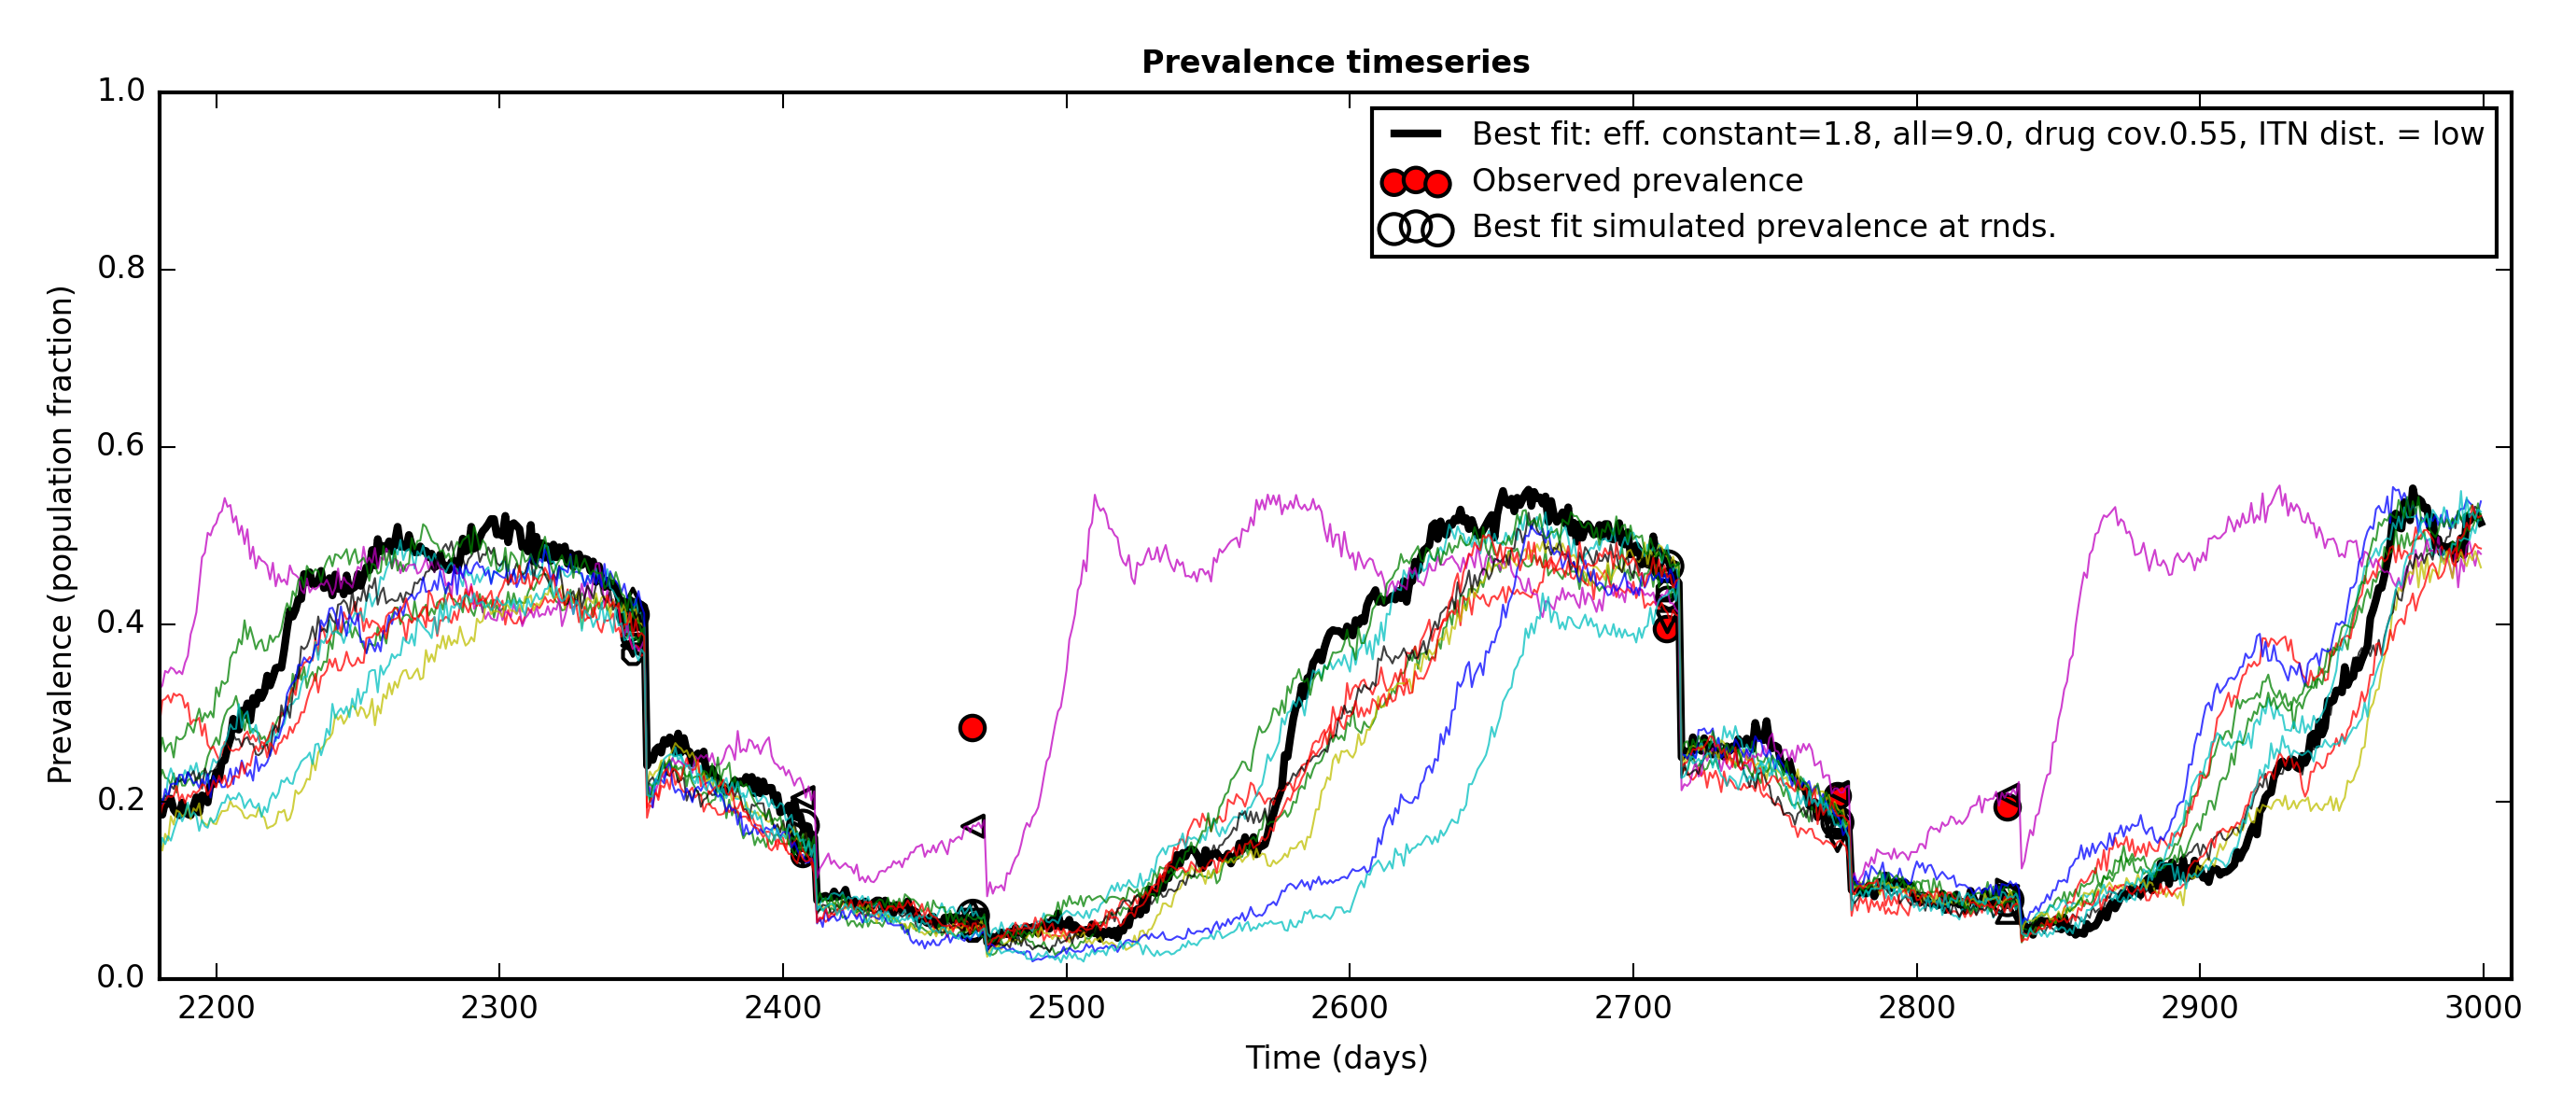 Prevalence timeseries
Best fit: eff. constant=1.8, all=9.0, drug cov.0.55, ITN dist. = low
Observed prevalence
Best fit simulated prevalence at rnds.
Prevalence (population fraction)
1.0
0.8
0.6
0.4
0.2
0.0
2200 2300 2400 2500 2600 2700 2800 2900 3000
Time (days)